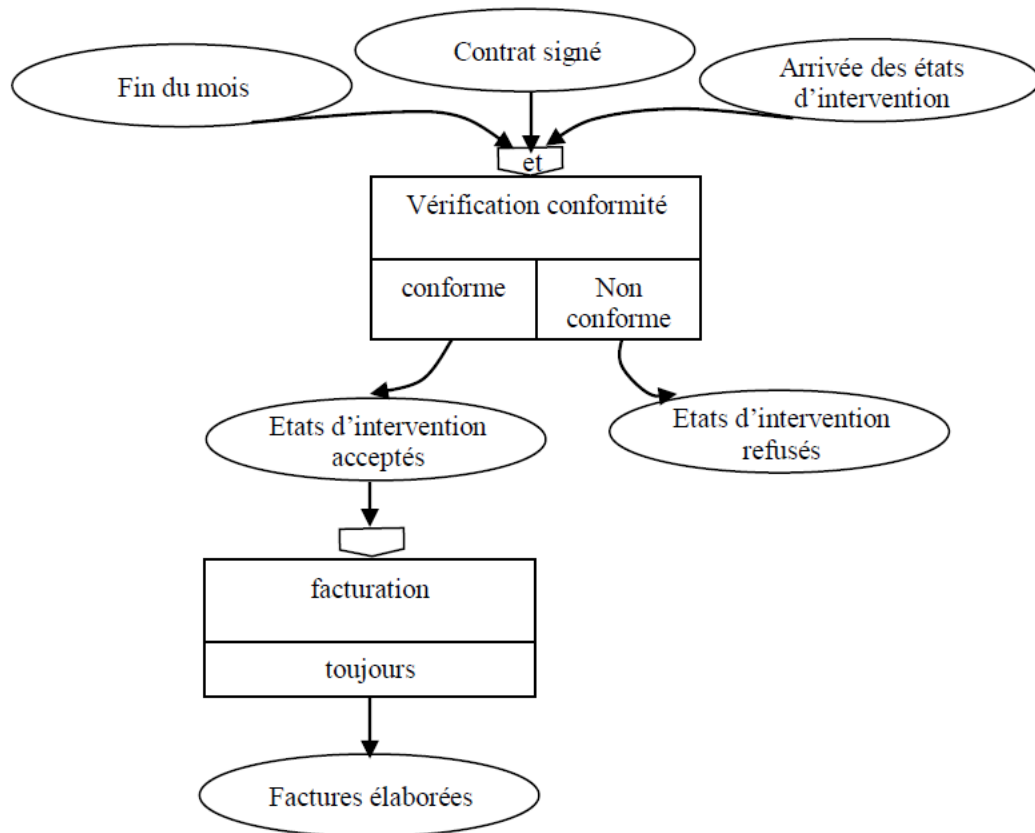 Contrat signé
Fin du mois
Arrivée des états
d'intervention
et
Vérification conformité
conforme
Non
conforme
Etats d'intervention
acceptés
Etats d'intervention
refusés
facturation
toujours
Factures élaborées